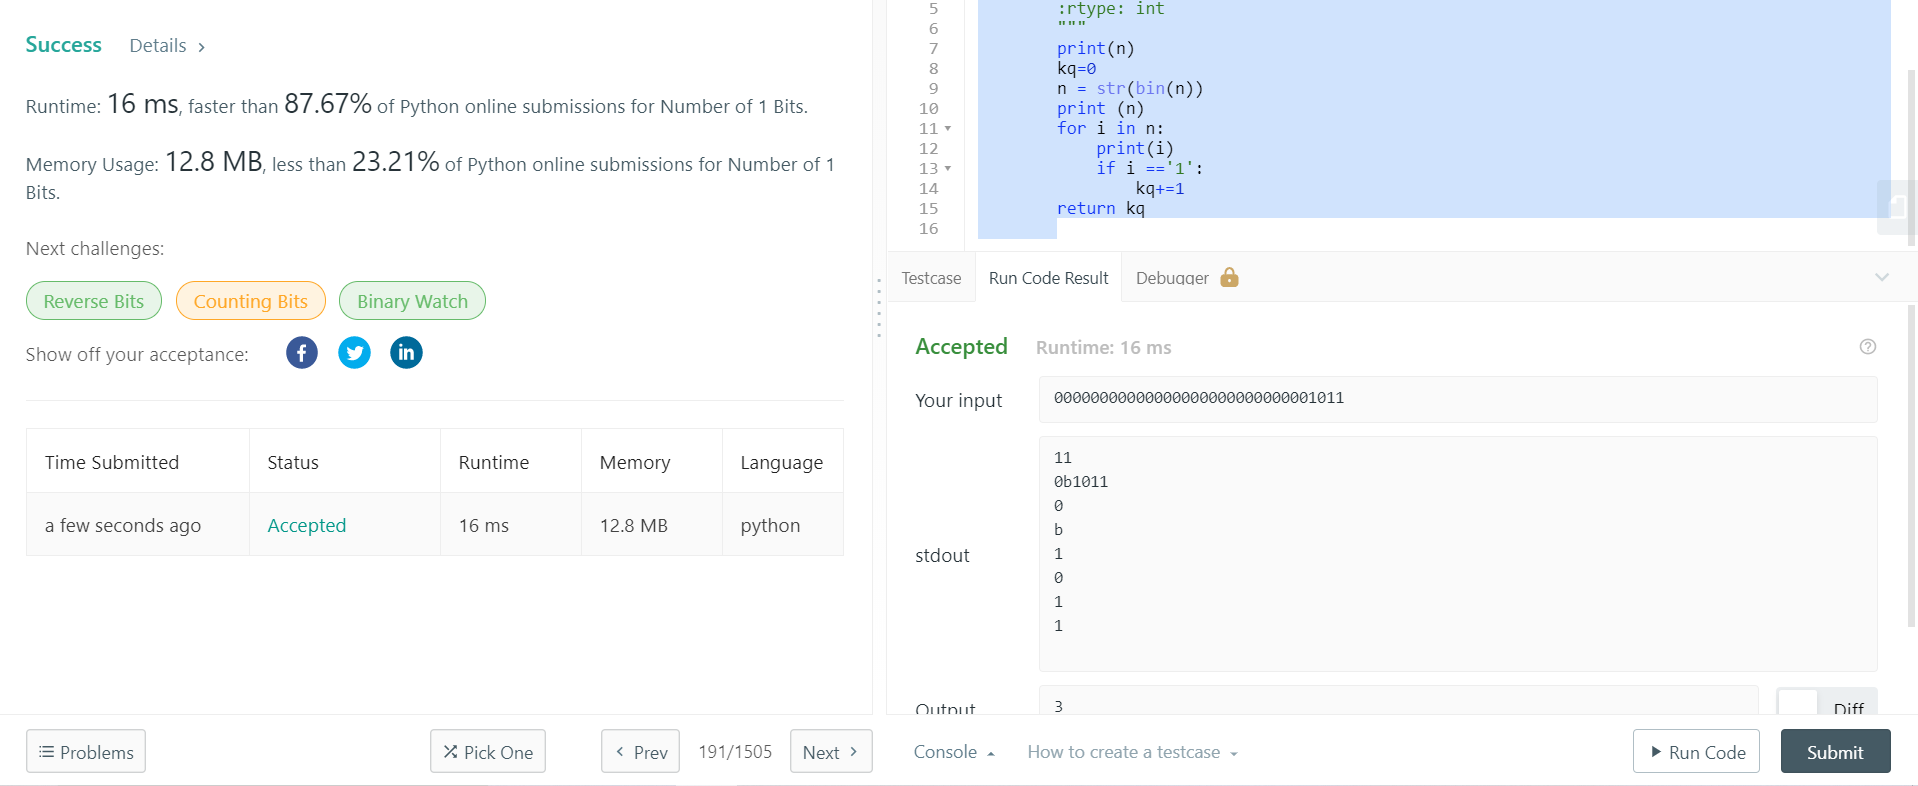 Success Details >
Runtime: 16 ms, faster than 87.67% of Python online submissions for Number of 1 Bits.
Memory Usage: 12.8 MB, less than 23.21% of Python online submissions for Number of 1
Bits.
Next challenges:
Reverse Bits Counting Bits Binary Watch
Show off your acceptance:
Time Submitted Status Runtime Memory Language
a few seconds ago Accepted 16 ms 12.8 MB python
Problems Pick One < Prev 191/1505 Next >
5 :rtype: int
6 """
7 print(n)
8 kq=0
9 n = str(bin(n))
10 print (n)
11 for i in n:
12 print(i)
13 if i =='1':
14 kq+=1
15 return kq
16
Testcase Run Code Result Debugger
Accepted Runtime: 16 ms
Your input 00000000000000000000000000001011
stdout
11
0b1011
0
b
1
0
1
1
Output 3 Diff
Console How to create a testcase Run Code Submit